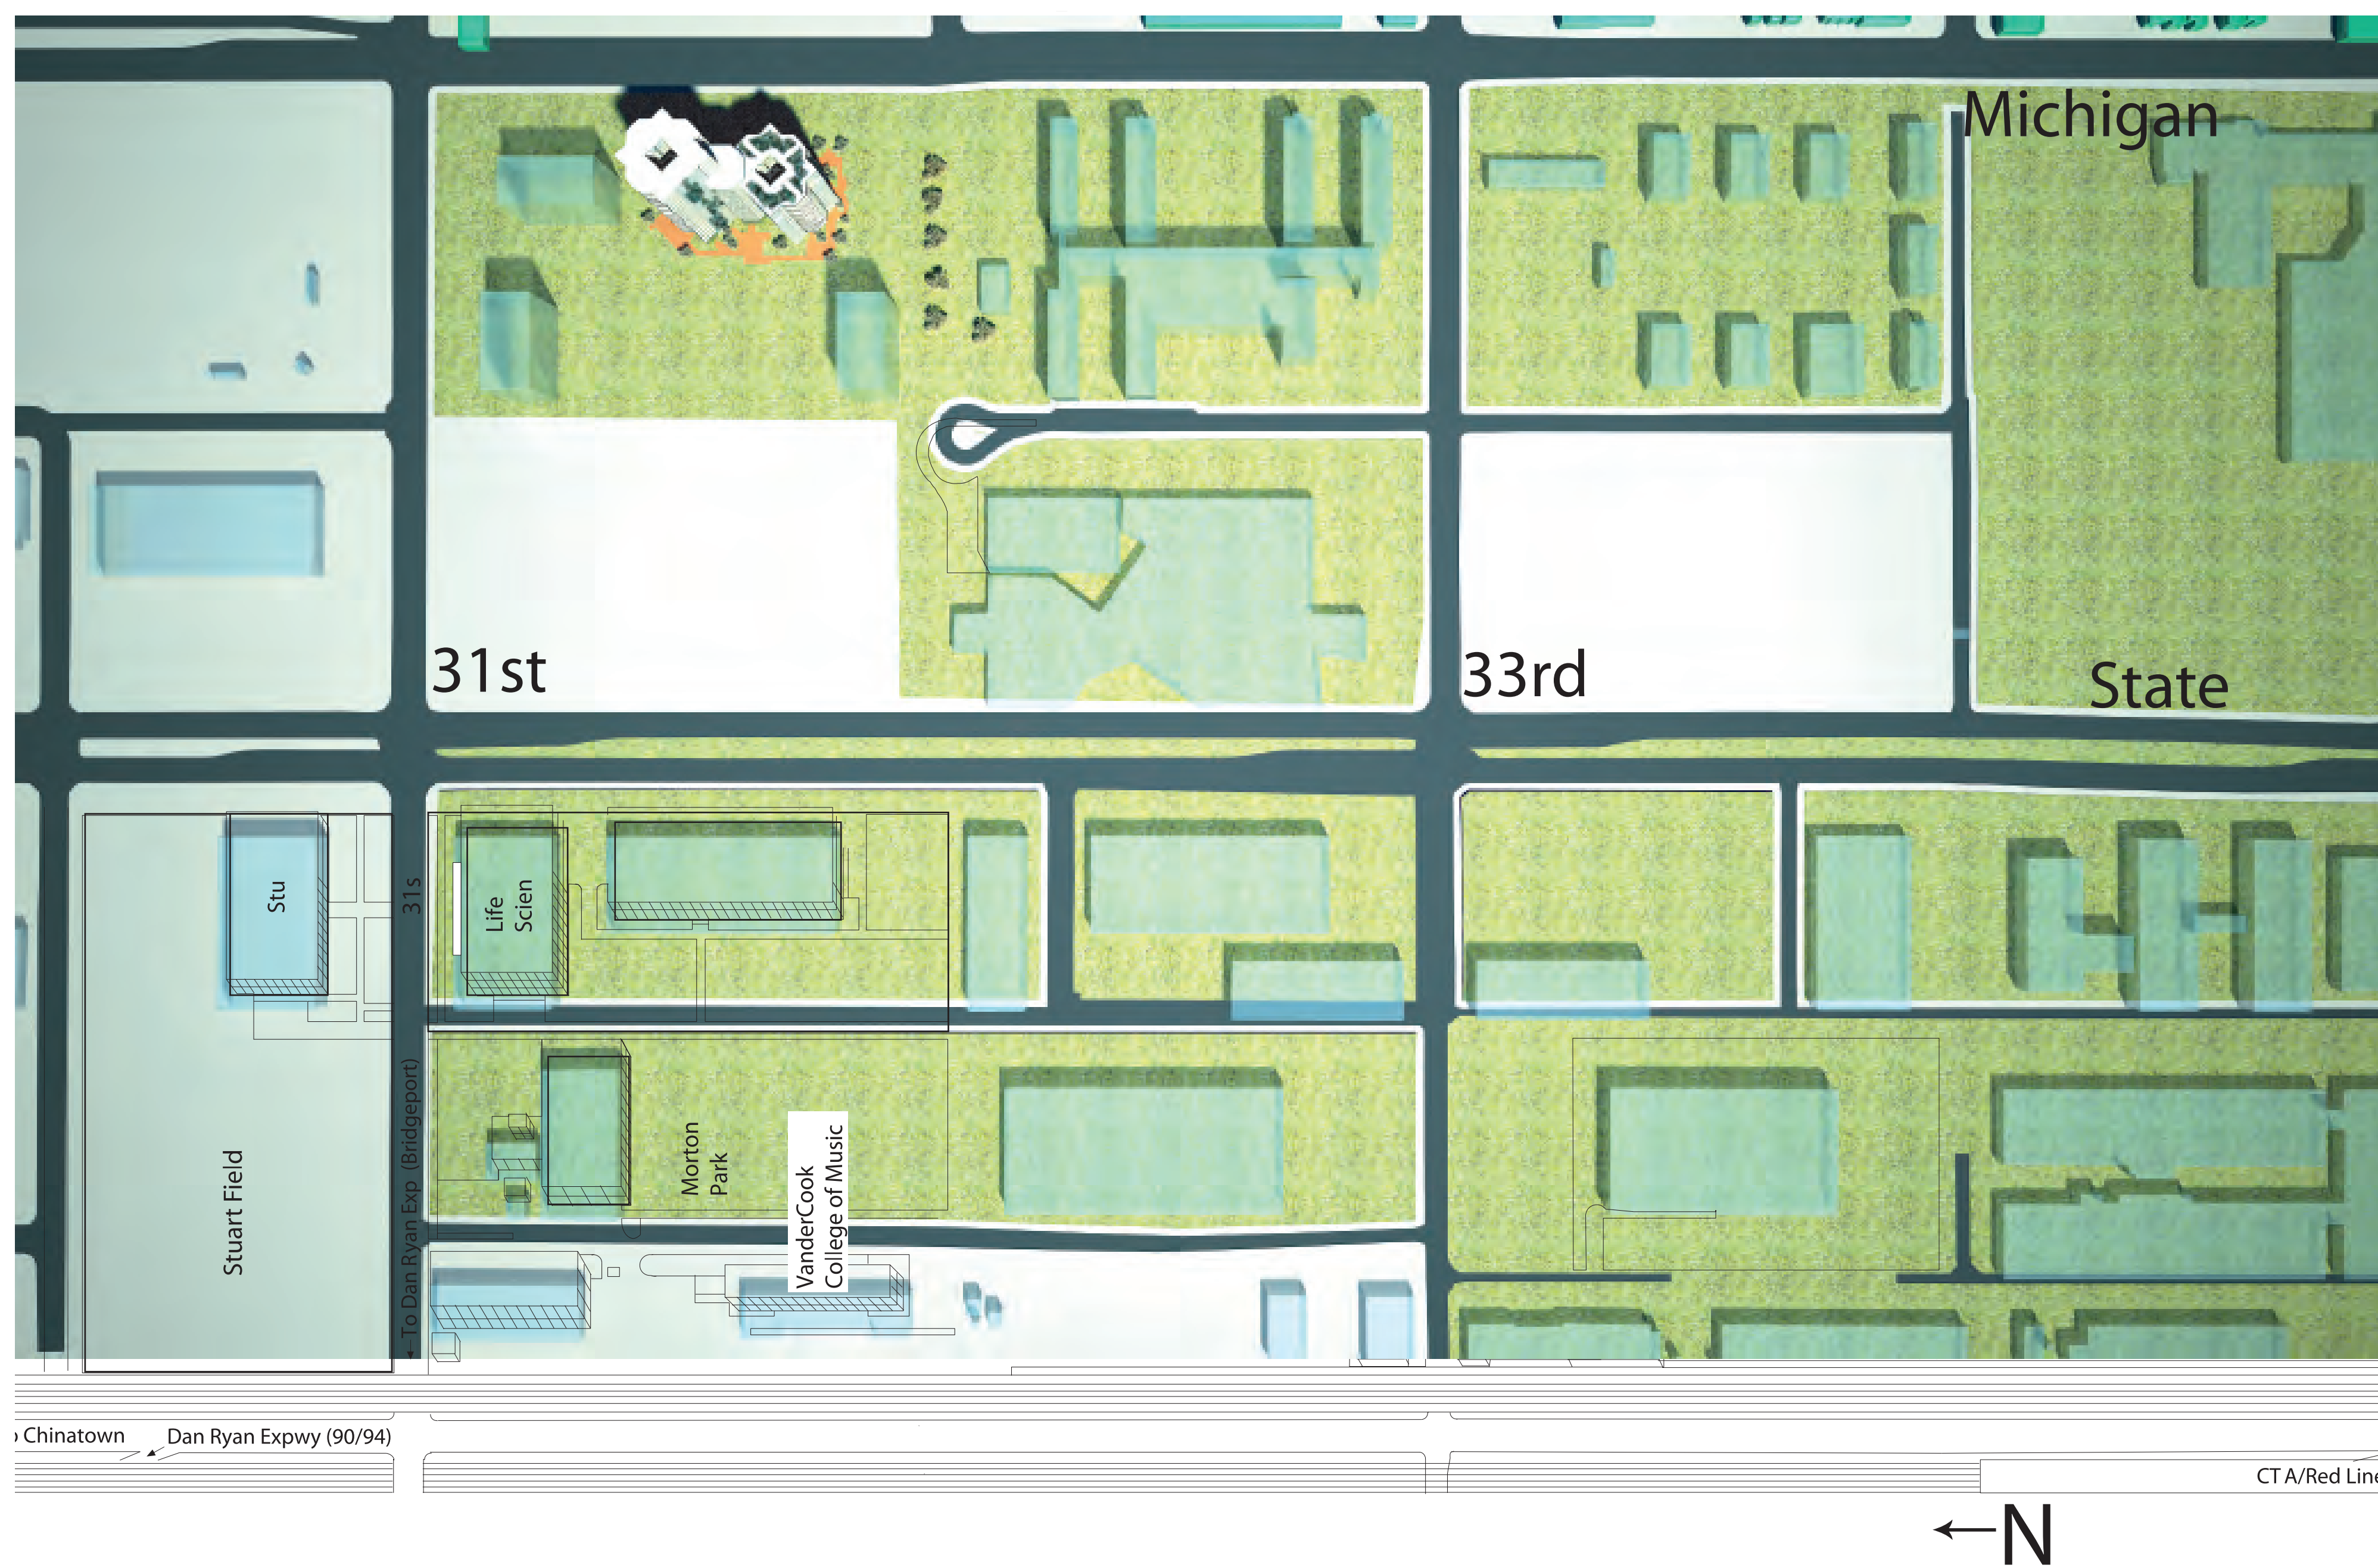 Michigan
31st
33rd
State
Stu
31s
Life
Scien
Stuart Field
To Dan Ryan Exp (Bridgeport)
Morton
Park
VanderCook
College of Music
Chinatown
Dan Ryan Expwy (90/94)
CT A/Red Line
N